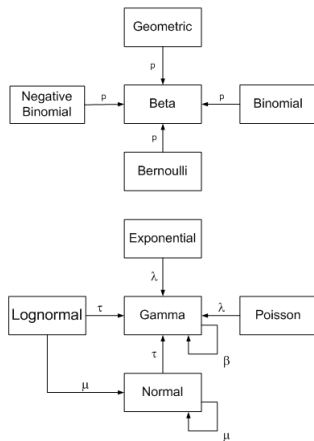 Geometric
p
Negative
Binomial
p
Beta
p
Binomial
p
Bernoulli
Exponential
λ
Lognormal
τ
Gamma
λ
Poisson
τ
β
μ
Normal
μ